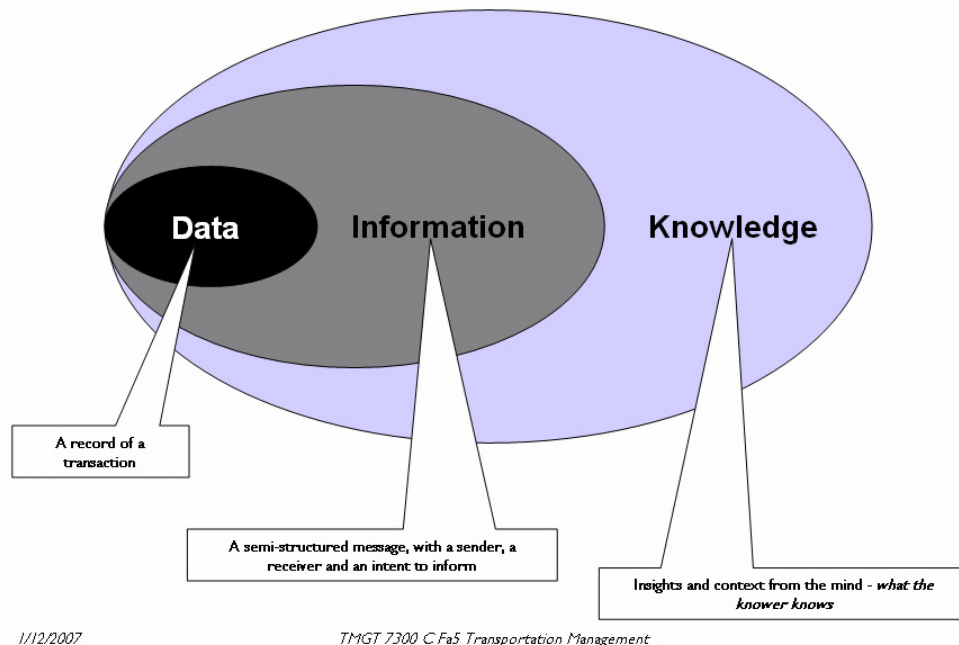 Data
Information
Knowledge
A record of a
transaction
A semi-structured message, with a sender, a
receiver and an intent to inform
Insights and context from the mind - what the
knower knows
1/12/2007
TMGT 7300 C Fa5 Transportation Management